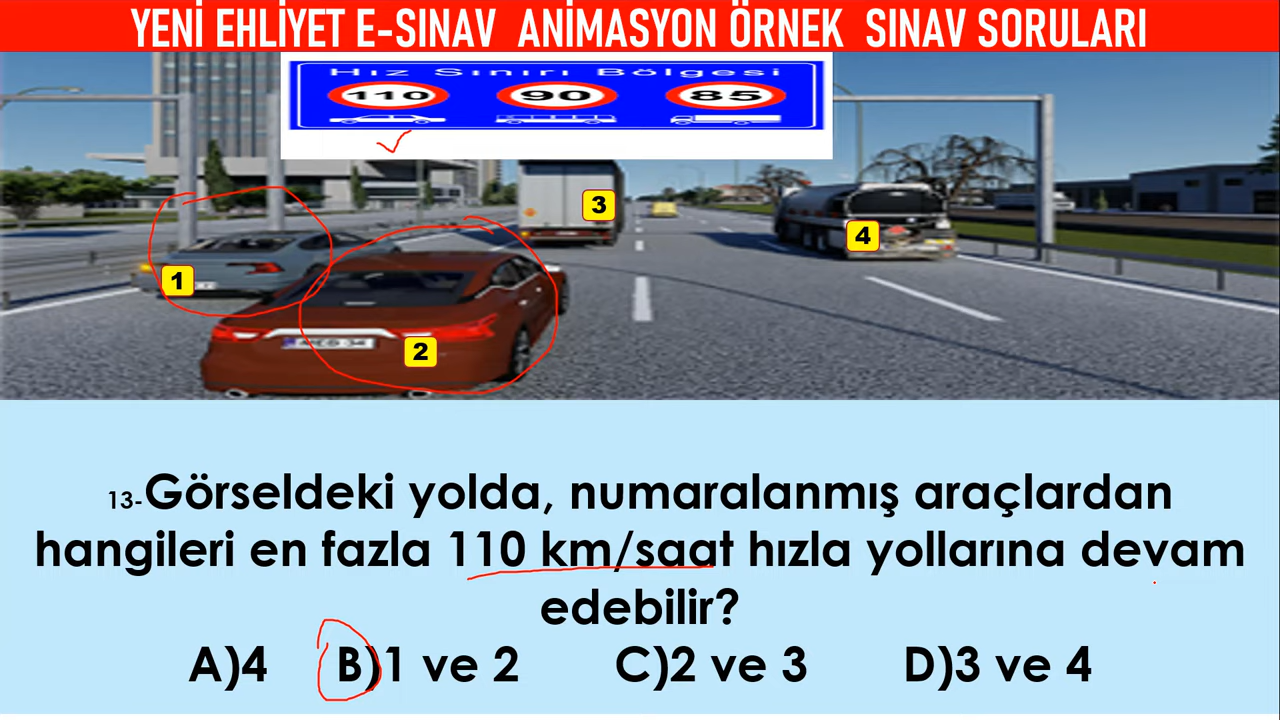 YENİ EHLİYET E-SINAV ANİMASYON ÖRNEK SINAV SORULARI
Hız Sınırı Bölgesi
110 90 85
3
4
1
2
13-Görseldeki yolda, numaralanmış araçlardan
hangileri en fazla 110 km/saat hızla yollarına devam
edebilir?
A)4 B)1 ve 2 C)2 ve 3 D)3 ve 4